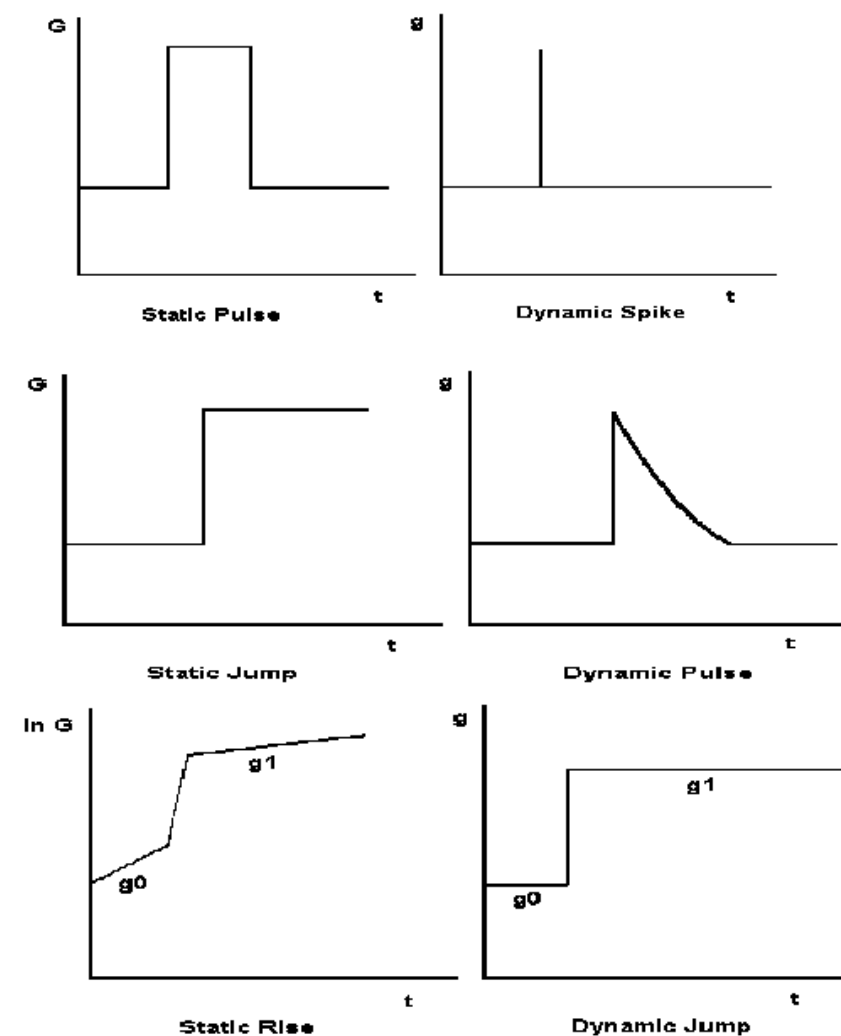 G
g
t
t
Static Pulse
Dynamic Spike
G
g
t
t
Static Jump
Dynamic Pulse
ln G
g
g1
g1
g0
g0
t
t
Static Rise
Dynamic Jump